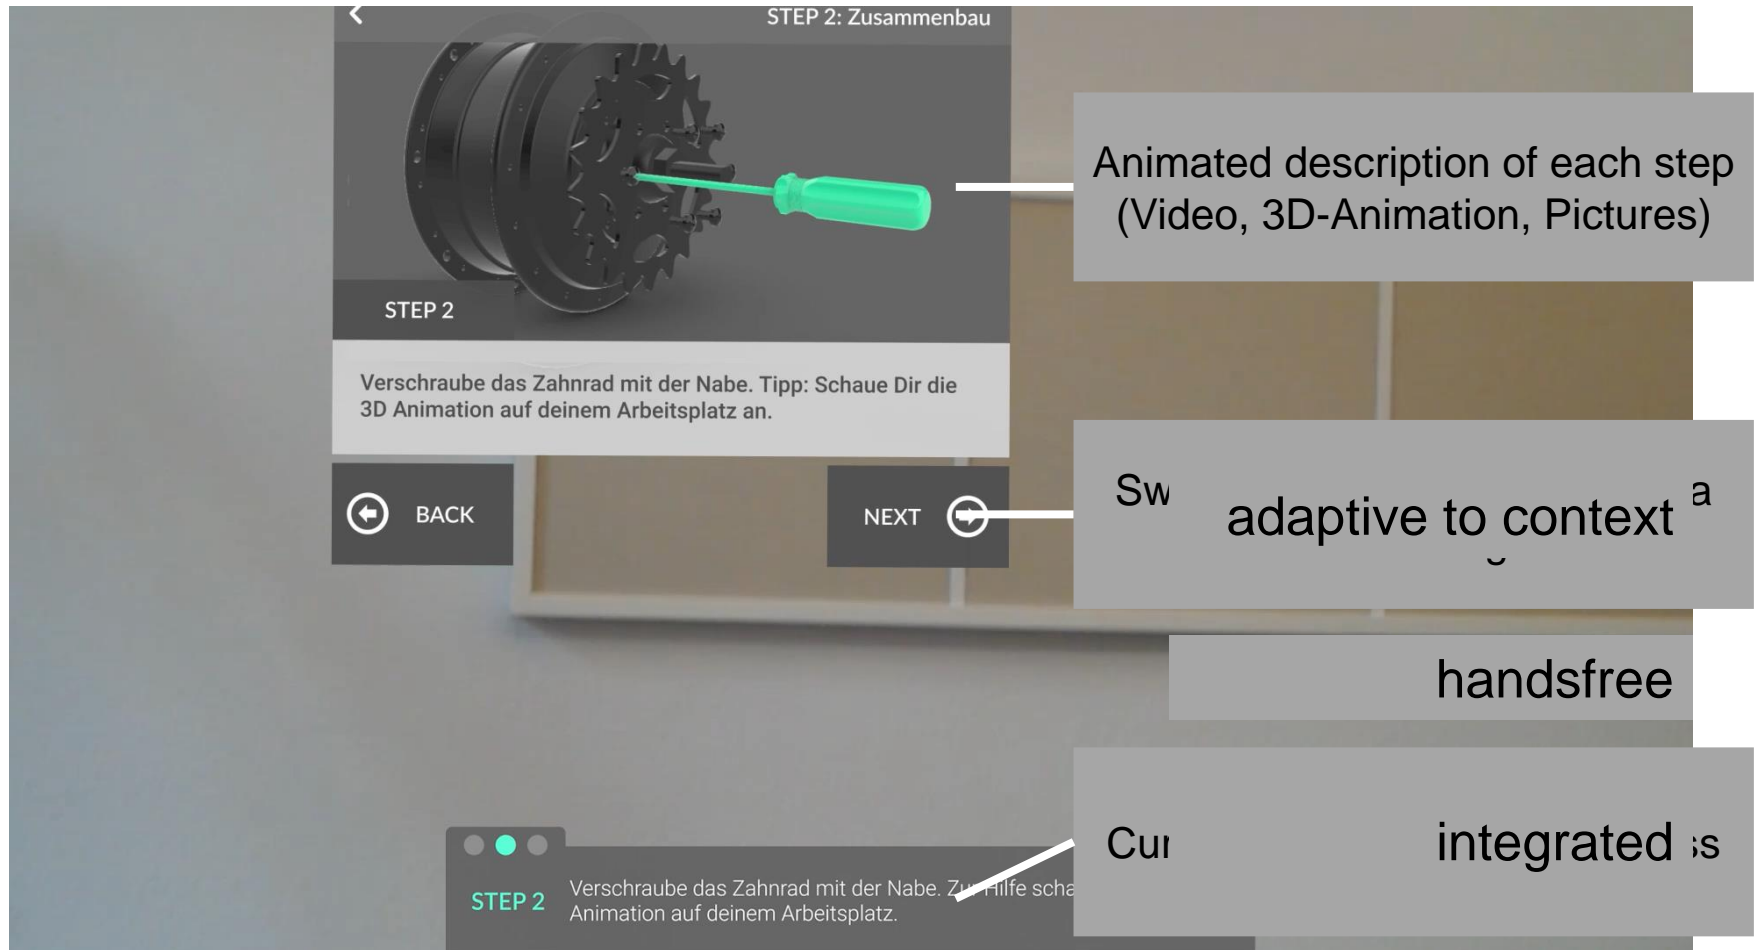 STEP 2: Zusammenbau
Animated description of each step
(Video, 3D-Animation, Pictures)
STEP 2
Verschraube das Zahnrad mit der Nabe. Tipp: Schaue Dir die
3D Animation auf deinem Arbeitsplatz an.
BACK
NEXT
adaptive to context
handsfree
integrated
STEP 2
Verschraube das Zahnrad mit der Nabe. Zur Hilfe
Animation auf deinem Arbeitsplatz.